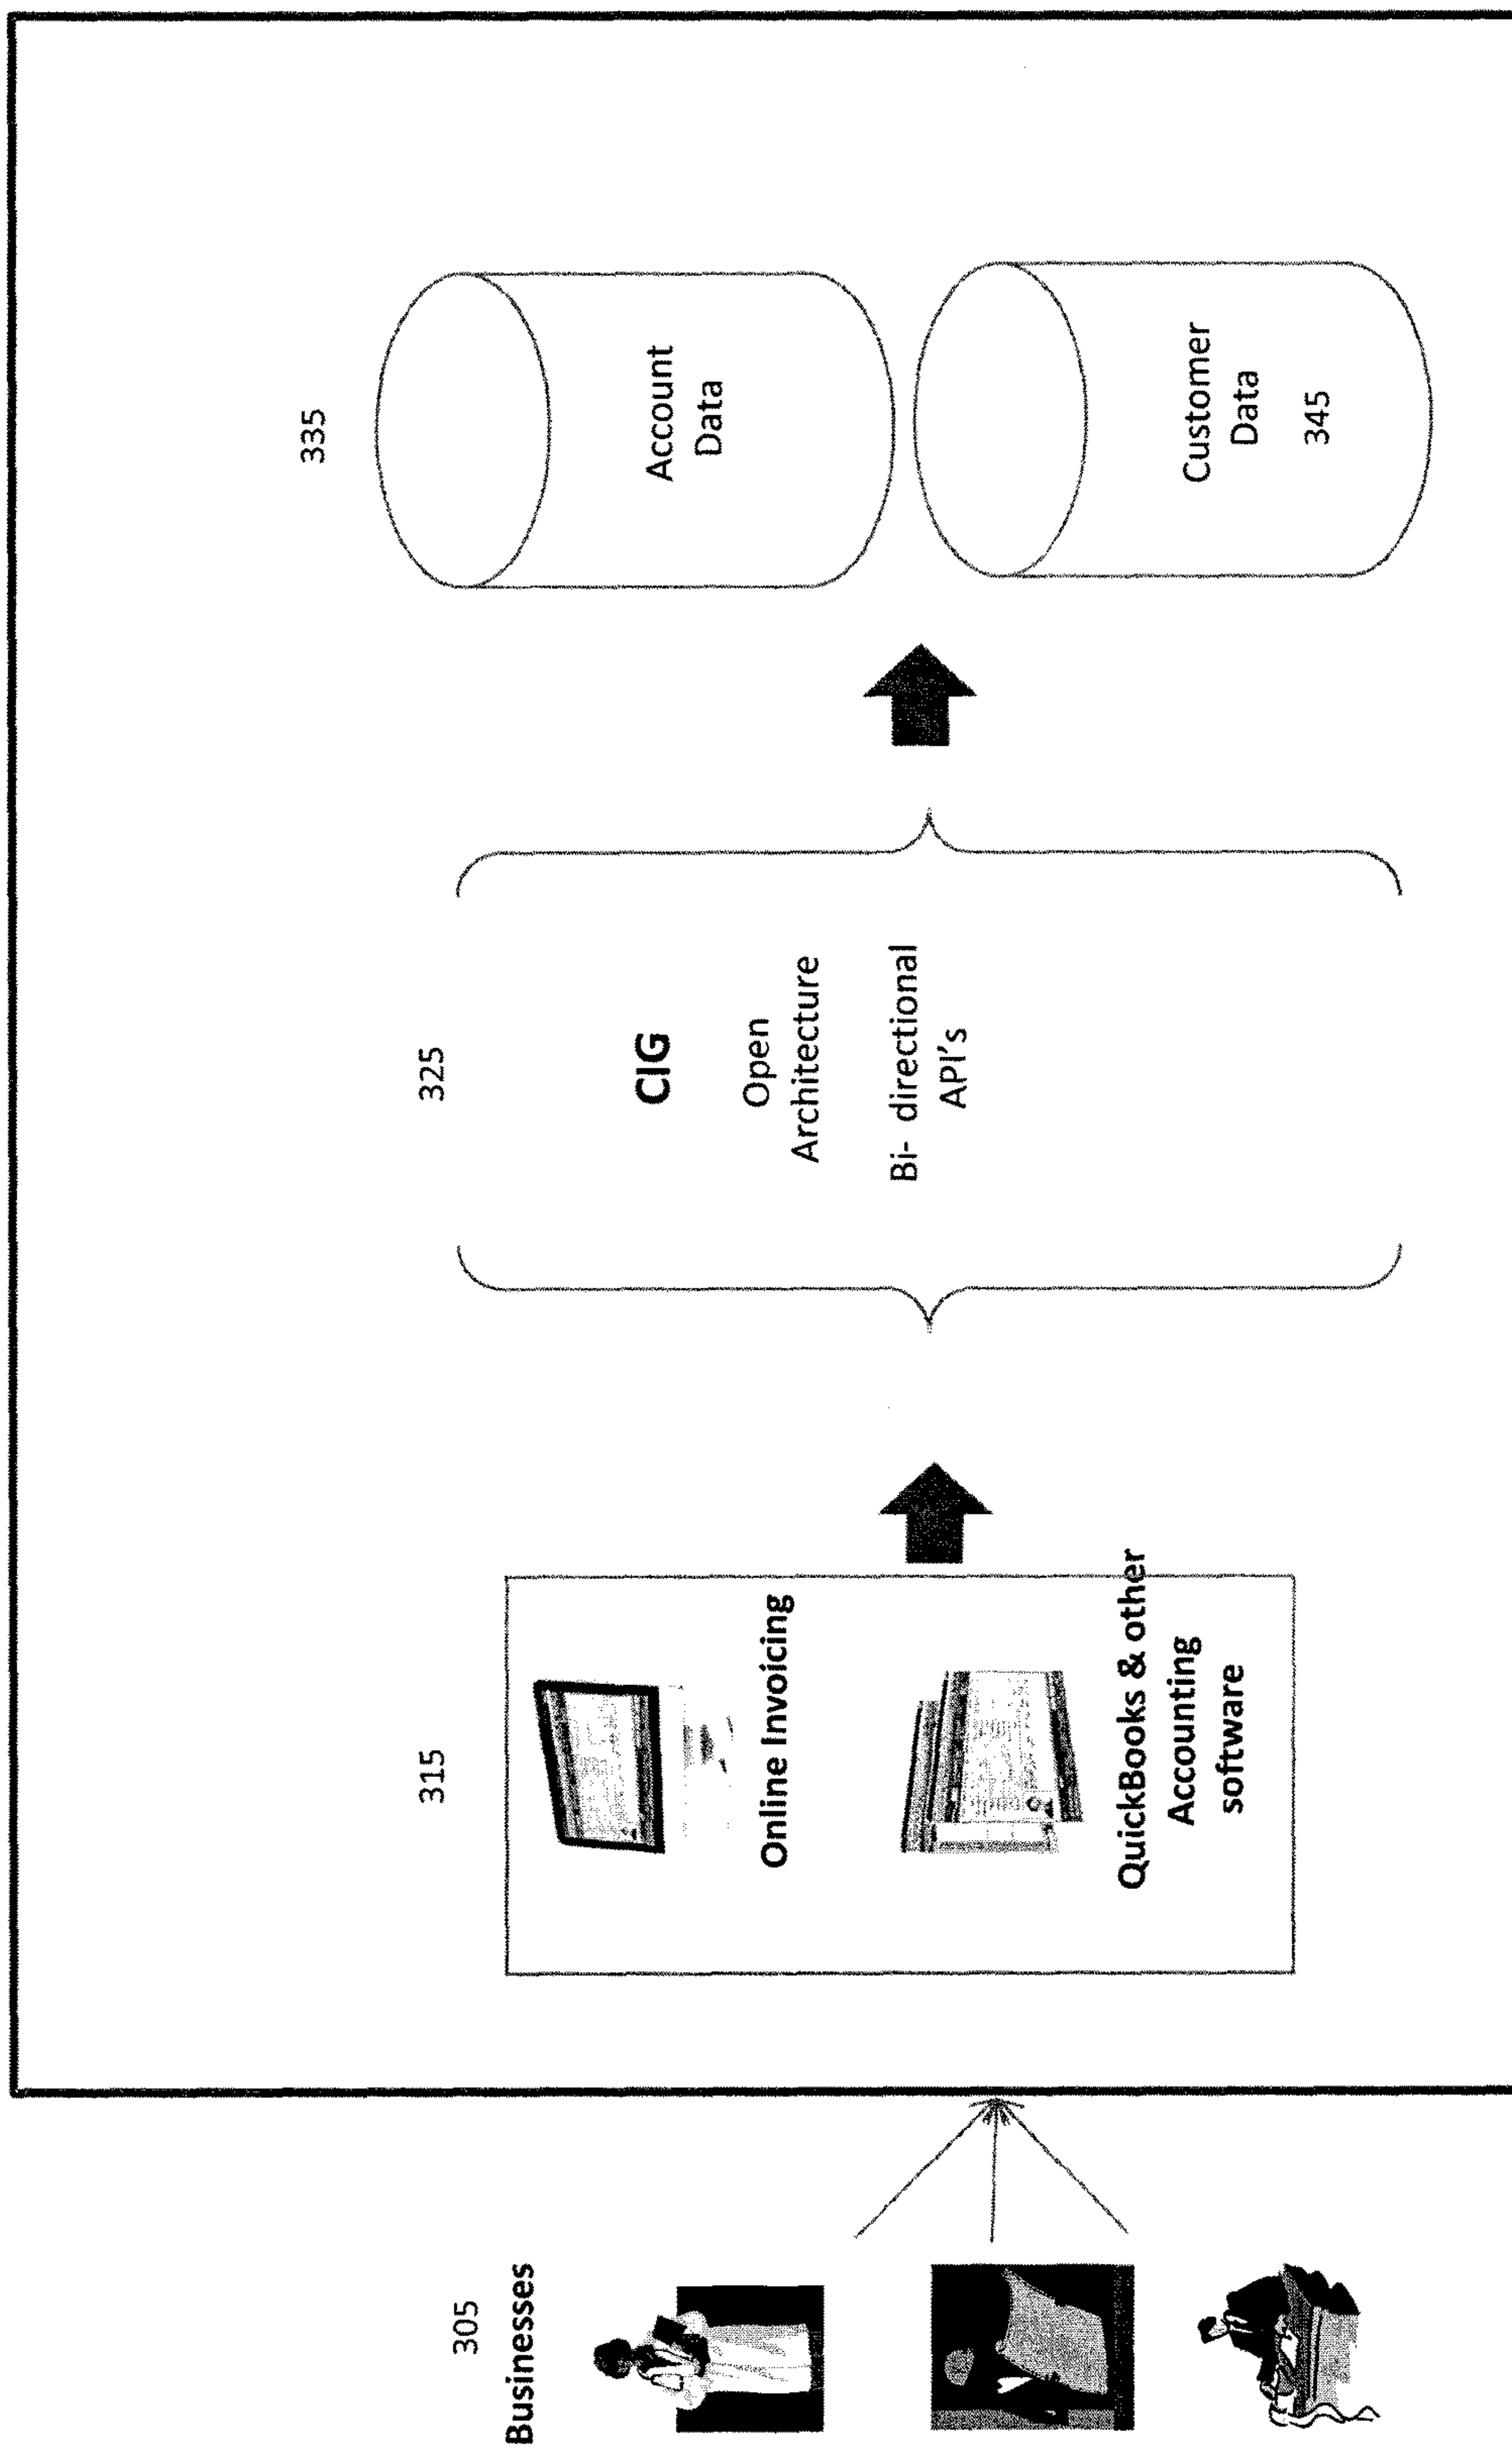 305
Businesses
315
Online Invoicing
QuickBooks & other
Accounting
software
325
CIG
Open
Architecture
Bi- directional
API's
335
Account
Data
Customer
Data
345